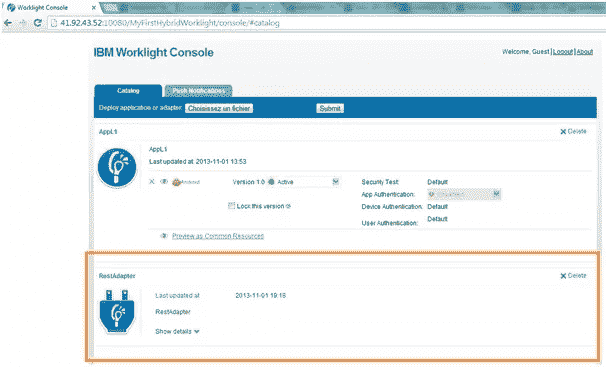 Worklight Console
41.92.43.52:10080/MyFirstHybridWorklight/console/#catalog
IBM Worklight Console
Welcome, Guest | Logout | About
Catalog
Push Notifications
Deploy application or adapter: Choisissez un fichier Submit
AppL1
Delete
AppL1
Last updated at 2013-11-01 13:53
Android Version 1.0 Active
Security Test: Default
App Authentication:
Device Authentication: Default
User Authentication: Default
Lock this version
Preview as Common Resources
RestAdapter
Delete
Last updated at 2013-11-01 19:18
RestAdapter
Show details